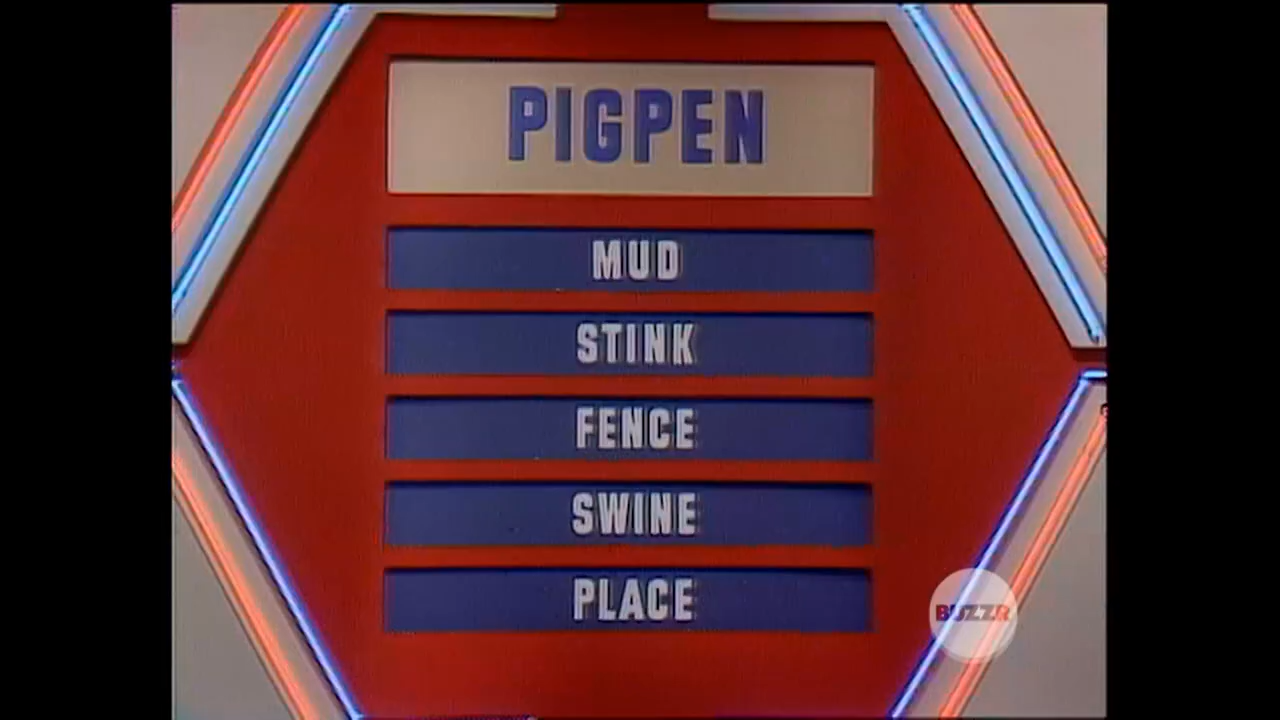 PIGPEN
MUD
STINK
FENCE
SWINE
PLACE
BUZZR